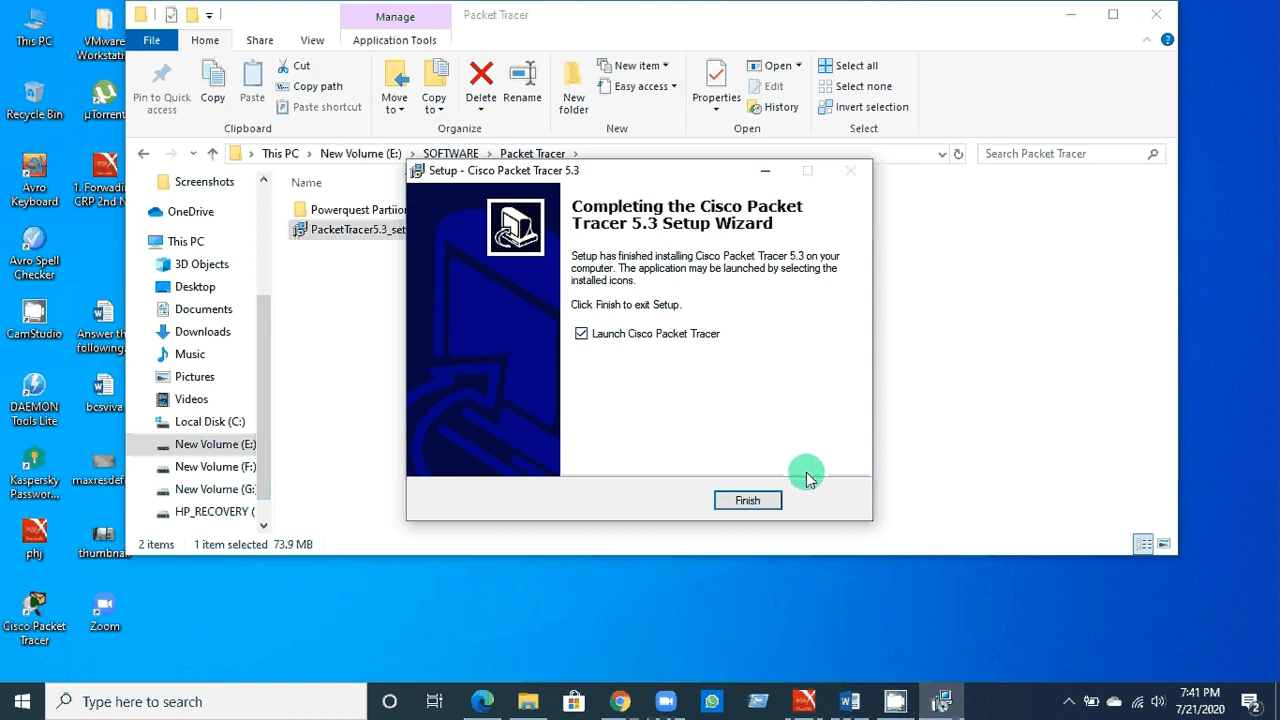 This PC
VMware
Workstati...
Recycle Bin
µTorrent
Avro
Keyboard
1. Forwading
CRP 2nd N
Avro Spell
Checker
CamStudio
Answer th
following,
DAEMON
Tools Lite
bcsviva
Kaspersky
Passwor...
maxresdef
phj
thumbnail
Cisco Packet
Tracer
Zoom
Manage
Packet Tracer
File
Home
Share
View
Application Tools
Pin to Quick
access
Copy
Paste
Cut
Copy path
Paste shortcut
Clipboard
Move
to
Copy
to
Delete
Rename
Organize
New
folder
New item
Easy access
New
Properties
Open
Edit
History
Open
Select all
Select none
Invert selection
Select
This PC
New Volume (E:)
SOFTWARE
Packet Tracer
Search Packet Tracer
Screenshots
OneDrive
This PC
3D Objects
Desktop
Documents
Downloads
Music
Pictures
Videos
Local Disk (C:)
New Volume (E:)
New Volume (F:)
New Volume (G:
HP_RECOVERY (
Name
Powerquest Partiior
PacketTracer5.3_set
2 items
1 item selected 73.9 MB
Setup - Cisco Packet Tracer 5.3
Completing the Cisco Packet
Tracer 5.3 Setup Wizard
Setup has finished installing Cisco Packet Tracer 5.3 on your
computer. The application may be launched by selecting the
installed icons.
Click Finish to exit Setup.
Launch Cisco Packet Tracer
Finish
Type here to search
7:41 PM
7/21/2020
2